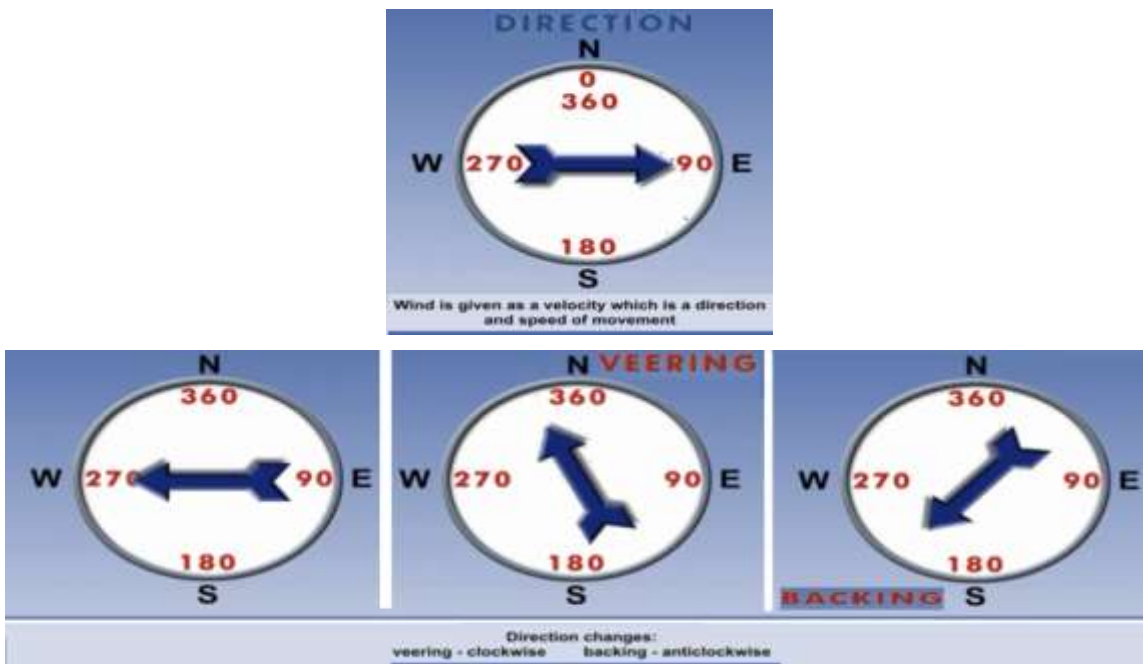 DIRECTION
N
0
360
W 270 90 E
180
S
Wind is given as a velocity which is a direction
and speed of movement
N
360
W 270 90 E
180
S
N VEERING
360
W 270 90 E
180
S
N
360
W 270 90 E
180
BACKING S
Direction changes:
veering - clockwise backing - anticlockwise